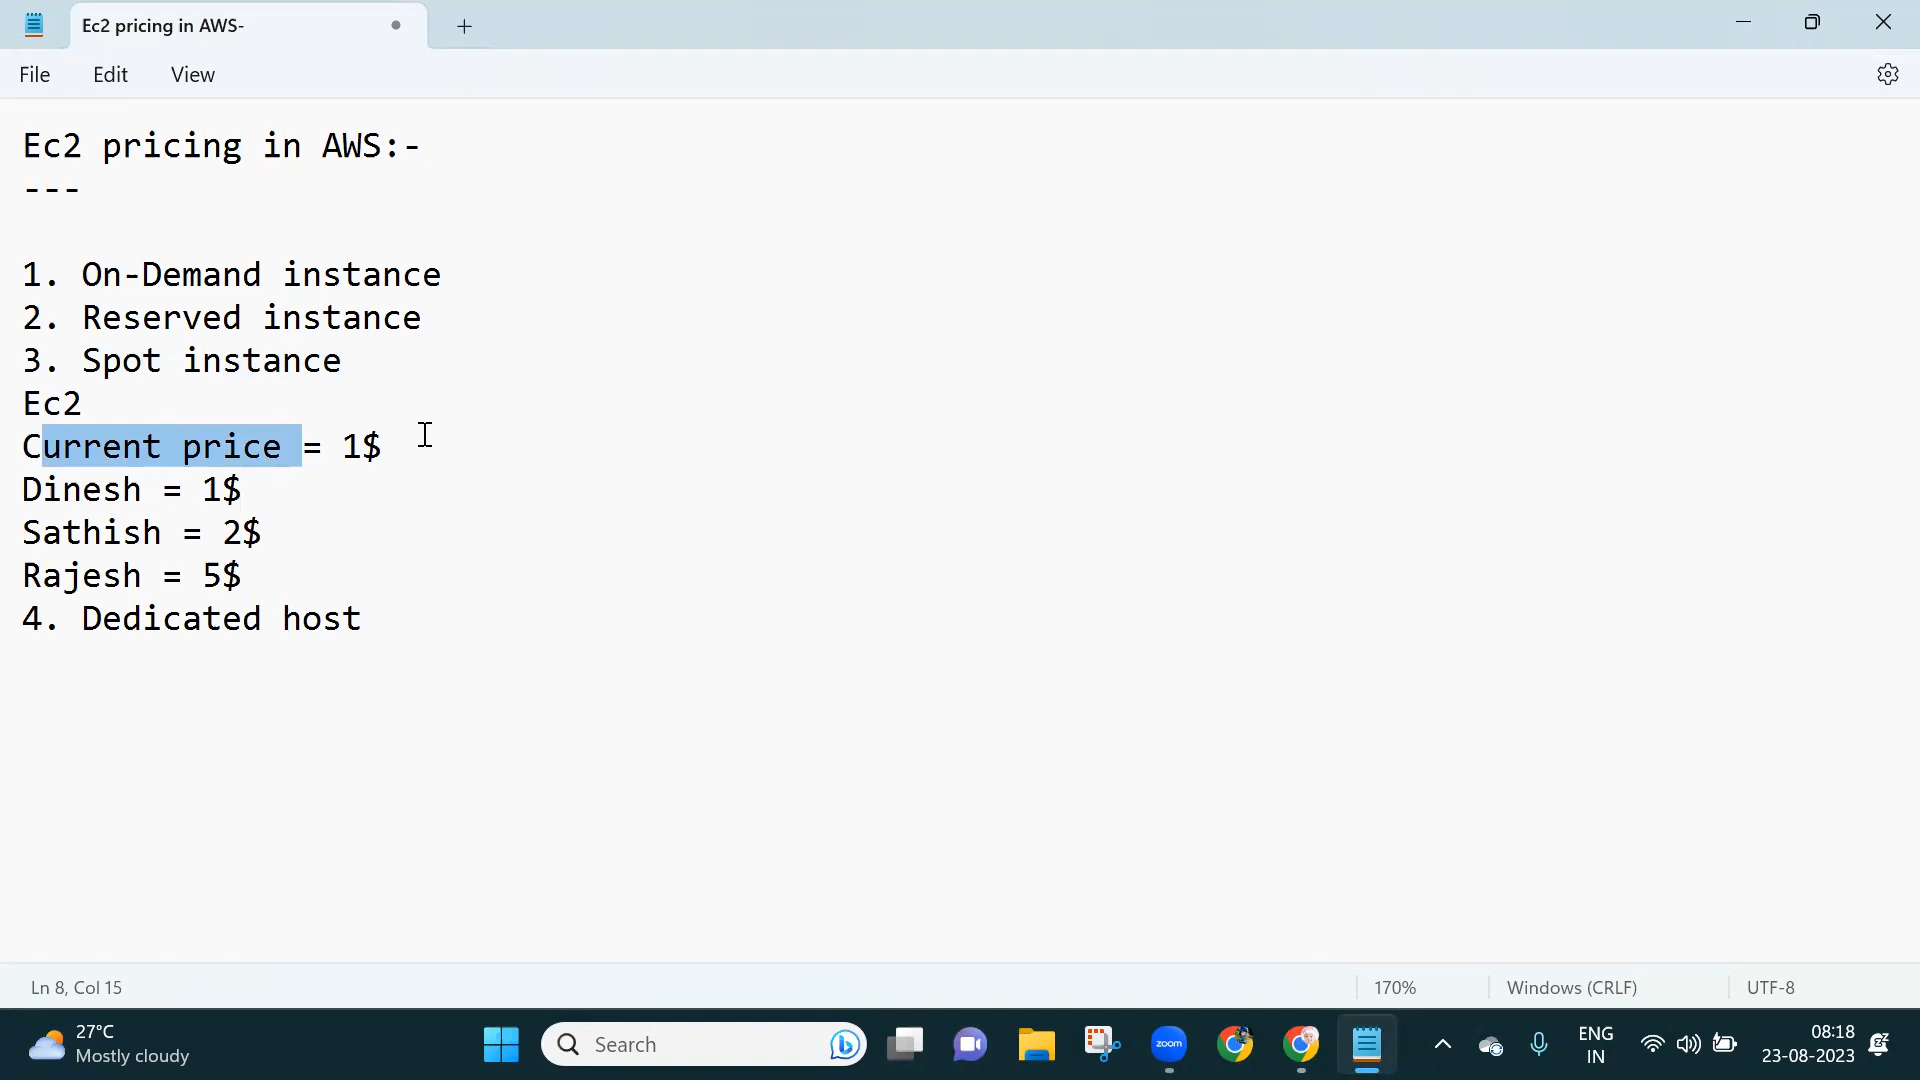 Ec2 pricing in AWS-
File Edit View
Ec2 pricing in AWS:-
---
1. On-Demand instance
2. Reserved instance
3. Spot instance
Ec2
Current price = 1$
Dinesh = 1$
Sathish = 2$
Rajesh = 5$
4. Dedicated host
Ln 8, Col 15 170% Windows (CRLF) UTF-8
27°C
Mostly cloudy
Search
zoom
ENG
IN
08:18
23-08-2023